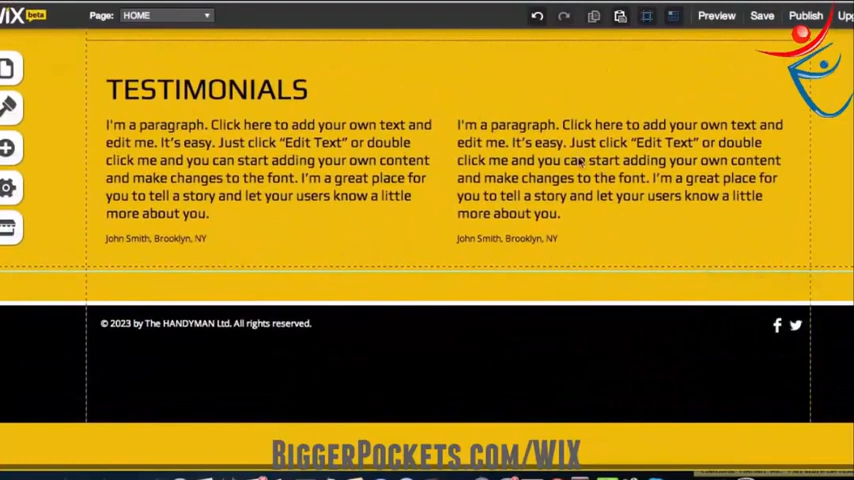 WiX beta Page: HOME Preview Save Publish
TESTIMONIALS
I'm a paragraph. Click here to add your own text and
edit me. It's easy. Just click “Edit Text” or double
click me and you can start adding your own content
and make changes to the font. I'm a great place for
you to tell a story and let your users know a little
more about you.
John Smith, Brooklyn, NY
I'm a paragraph. Click here to add your own text and
edit me. It's easy. Just click “Edit Text” or double
click me and you can start adding your own content
and make changes to the font. I'm a great place for
you to tell a story and let your users know a little
more about you.
John Smith, Brooklyn, NY
© 2023 by The HANDYMAN Ltd. All rights reserved.
BIGGERPOCKETS.COM/WIX